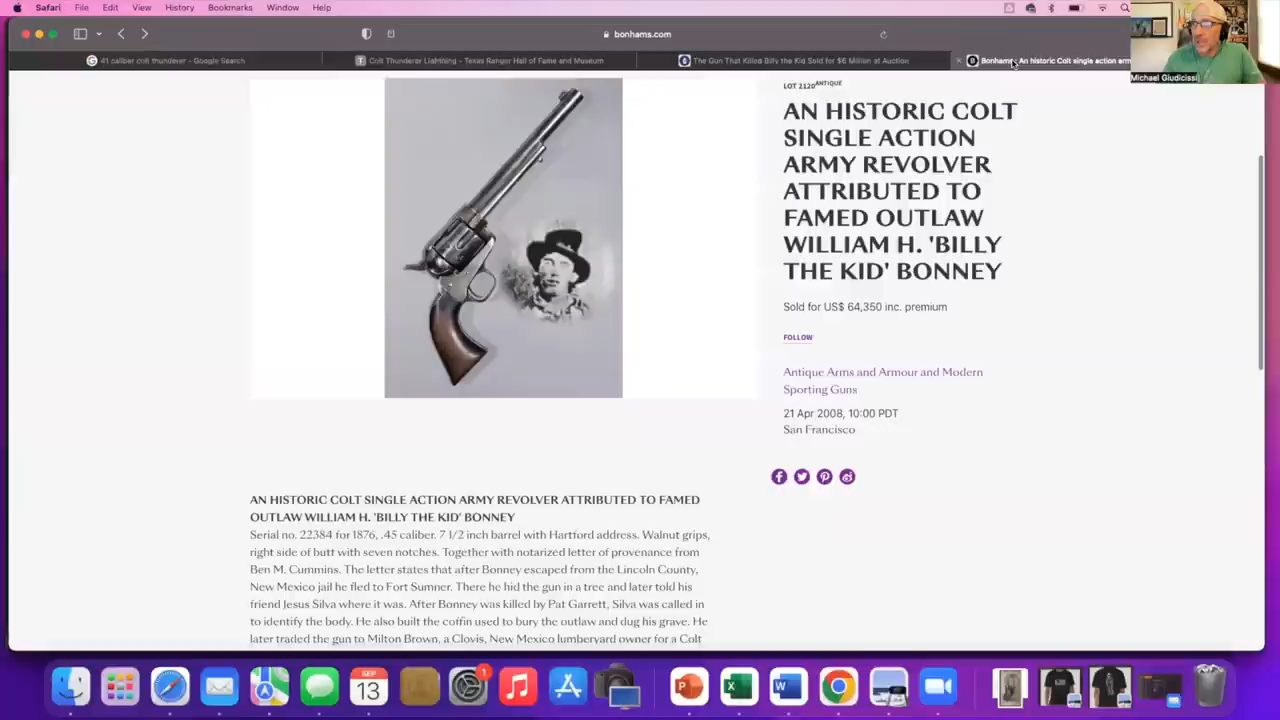 Safari File Edit View History Bookmarks Window Help
bonhams.com
41 caliber colt thunderer - Google Search
Colt Thunderer Lightning - Texas Ranger Hall of Fame and Museum
The Gun That Killed Billy the Kid Sold for $6 Million at Auction
Bonhams: An historic Colt single action arm
Michael Giudicissi
LOT 2120ANTIQUE
AN HISTORIC COLT
SINGLE ACTION
ARMY REVOLVER
ATTRIBUTED TO
FAMED OUTLAW
WILLIAM H. 'BILLY
THE KID' BONNEY
Sold for US$ 64,350 inc. premium
FOLLOW
Antique Arms and Armour and Modern
Sporting Guns
21 Apr 2008, 10:00 PDT
San Francisco
AN HISTORIC COLT SINGLE ACTION ARMY REVOLVER ATTRIBUTED TO FAMED
OUTLAW WILLIAM H. 'BILLY THE KID' BONNEY
Serial no. 22384 for 1876, .45 caliber. 7 1/2 inch barrel with Hartford address. Walnut grips,
right side of butt with seven notches. Together with notarized letter of provenance from
Ben M. Cummins. The letter states that after Bonney escaped from the Lincoln County,
New Mexico jail he fled to Fort Sumner. There he hid the gun in a tree and later told his
friend Jesus Silva where it was. After Bonney was killed by Pat Garrett, Silva was called in
to identify the body. He also built the coffin used to bury the outlaw and dug his grave. He
later traded the gun to Milton Brown, a Clovis, New Mexico lumberyard owner for a Colt
SEP
13
1